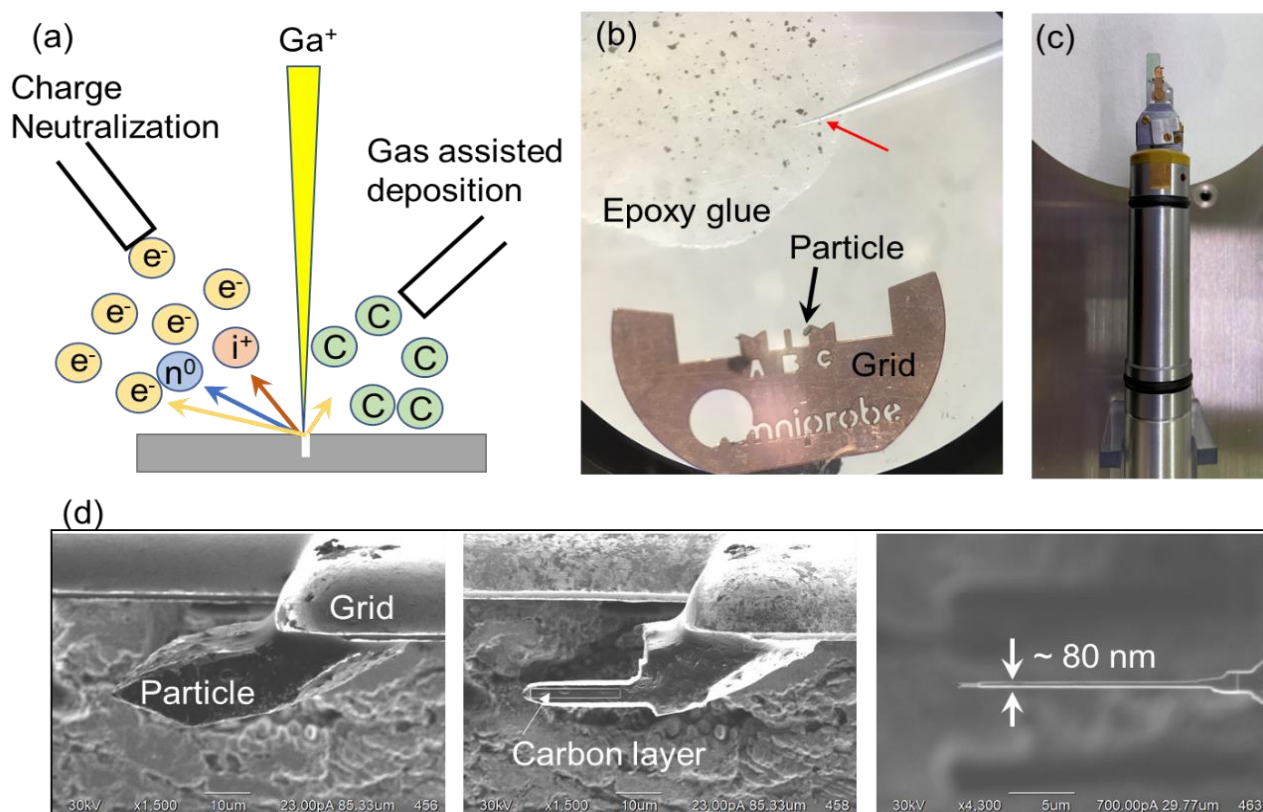 (a)
Ga⁺
Charge
Neutralization
Gas assisted
deposition
e⁻
e⁻
e⁻
e⁻
e⁻
e⁻
i⁺
n⁰
C
C
C
C
C
(b)
Epoxy glue
Particle
A B C
Grid
mniprobe
(c)
(d)
Grid
Particle
30kV x1,500 10um 23.00pA 85.33um 456
Carbon layer
30kV x1,500 10um 23.00pA 85.33um 458
~ 80 nm
30kV x4,300 5um 700.00pA 29.77um 463